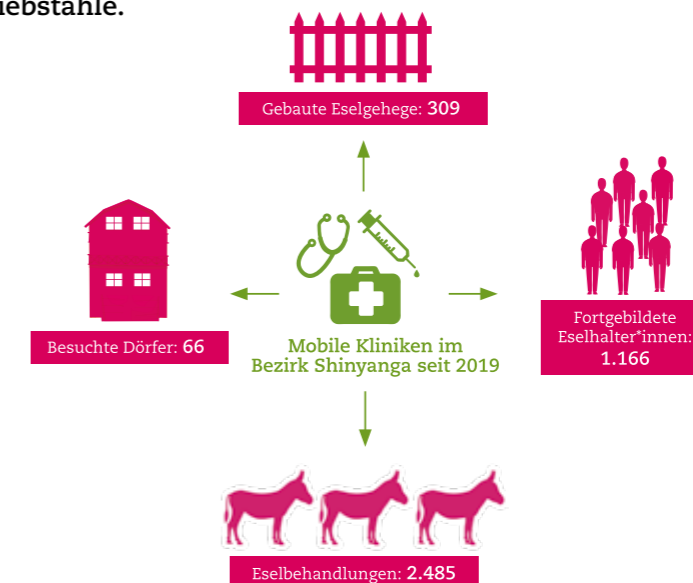 Gebaute Eselgehege: 309
Besuchte Dörfer: 66
Mobile Kliniken im
Bezirk Shinyanga seit 2019
Fortgebildete
Eselhalter*innen:
1.166
Eselbehandlungen: 2.485